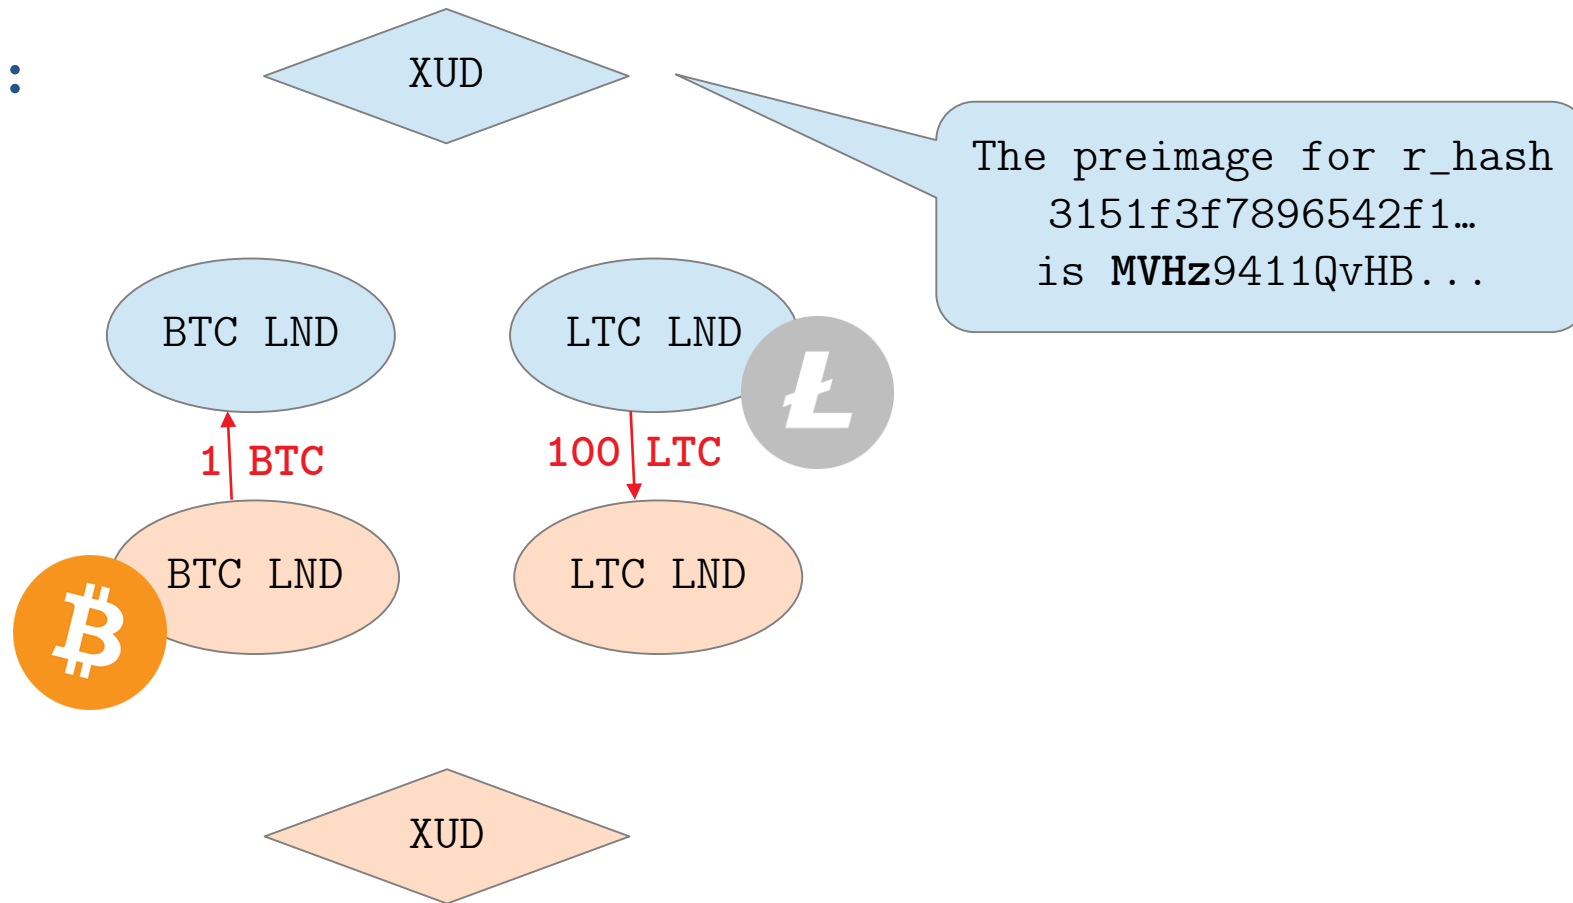 :
XUD
The preimage for r_hash
3151f3f7896542f1…
is MVHz9411QvHB...
BTC LND
LTC LND
1 BTC
100 LTC
BTC LND
LTC LND
XUD